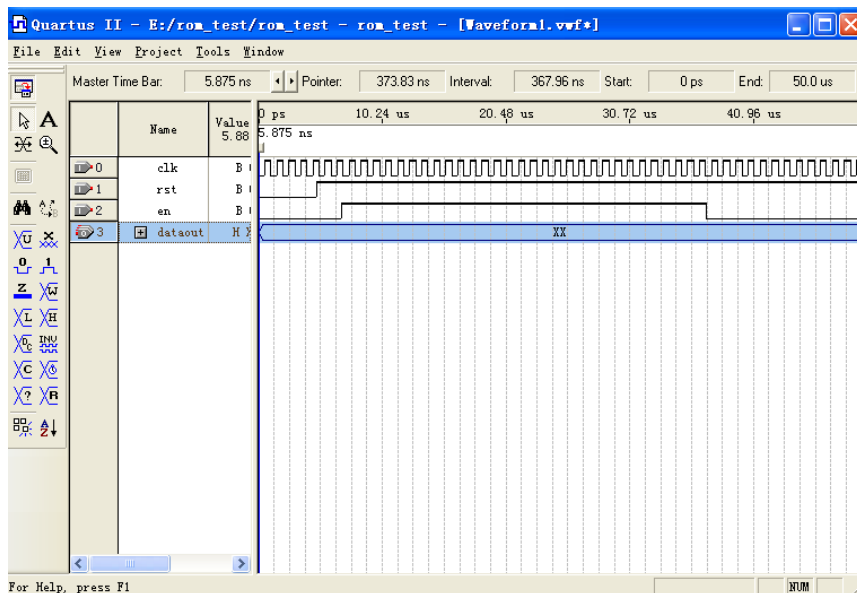 Quartus II - E:/rom_test/rom_test - rom_test - [Waveform1.vwf*]
File Edit View Project Tools Window
Master Time Bar: 5.875 ns Pointer: 373.83 ns Interval: 367.96 ns Start: 0 ps End: 50.0 us
Name Value 5.88
0 ps 10.24 us 20.48 us 30.72 us 40.96 us
5.875 ns
0 clk B
1 rst B
2 en B
3 dataout H XX
For Help, press F1 NUM